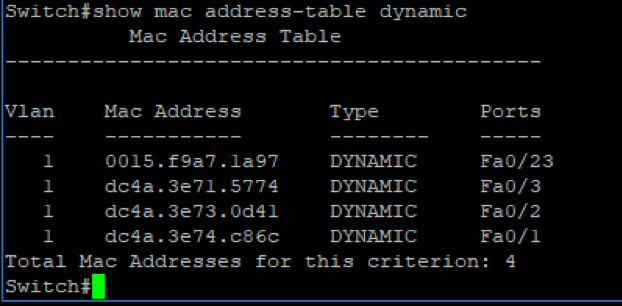 Switch#show mac address-table dynamic
          Mac Address Table
-------------------------------------------

Vlan    Mac Address       Type        Ports
----    -----------       --------    -----
   1    0015.f9a7.1a97    DYNAMIC     Fa0/23
   1    dc4a.3e71.5774    DYNAMIC     Fa0/3
   1    dc4a.3e73.0d41    DYNAMIC     Fa0/2
   1    dc4a.3e74.c86c    DYNAMIC     Fa0/1
Total Mac Addresses for this criterion: 4
Switch#